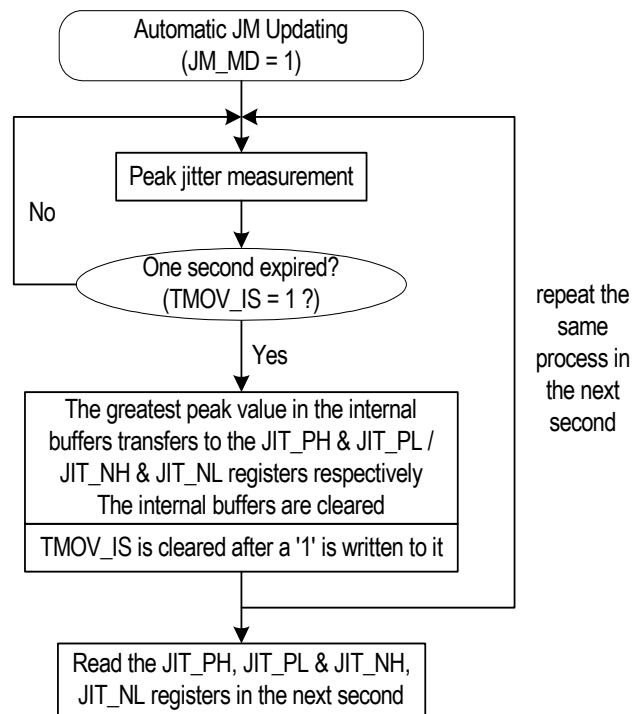 Automatic JM Updating
(JM_MD = 1)
Peak jitter measurement
No
One second expired?
(TMOV_IS = 1 ?)
repeat the
same
process in
the next
second
Yes
The greatest peak value in the internal
buffers transfers to the JIT_PH & JIT_PL /
JIT_NH & JIT_NL registers respectively
The internal buffers are cleared
TMOV_IS is cleared after a '1' is written to it
Read the JIT_PH, JIT_PL & JIT_NH,
JIT_NL registers in the next second